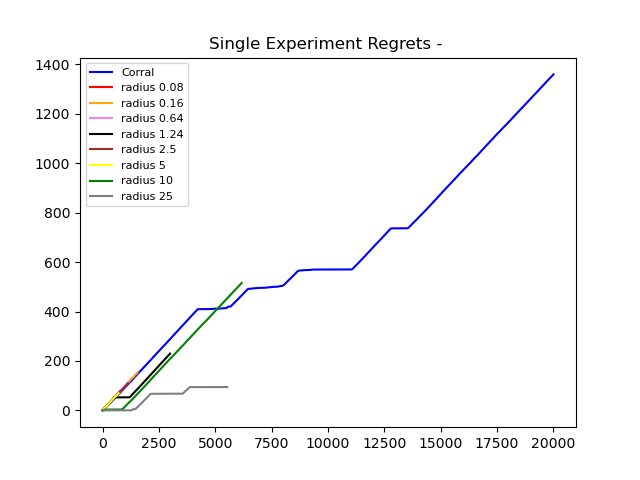 Single Experiment Regrets -
1400
1200
1000
800
600
400
200
0
Corral
radius 0.08
radius 0.16
radius 0.64
radius 1.24
radius 2.5
radius 5
radius 10
radius 25
0 2500 5000 7500 10000 12500 15000 17500 20000